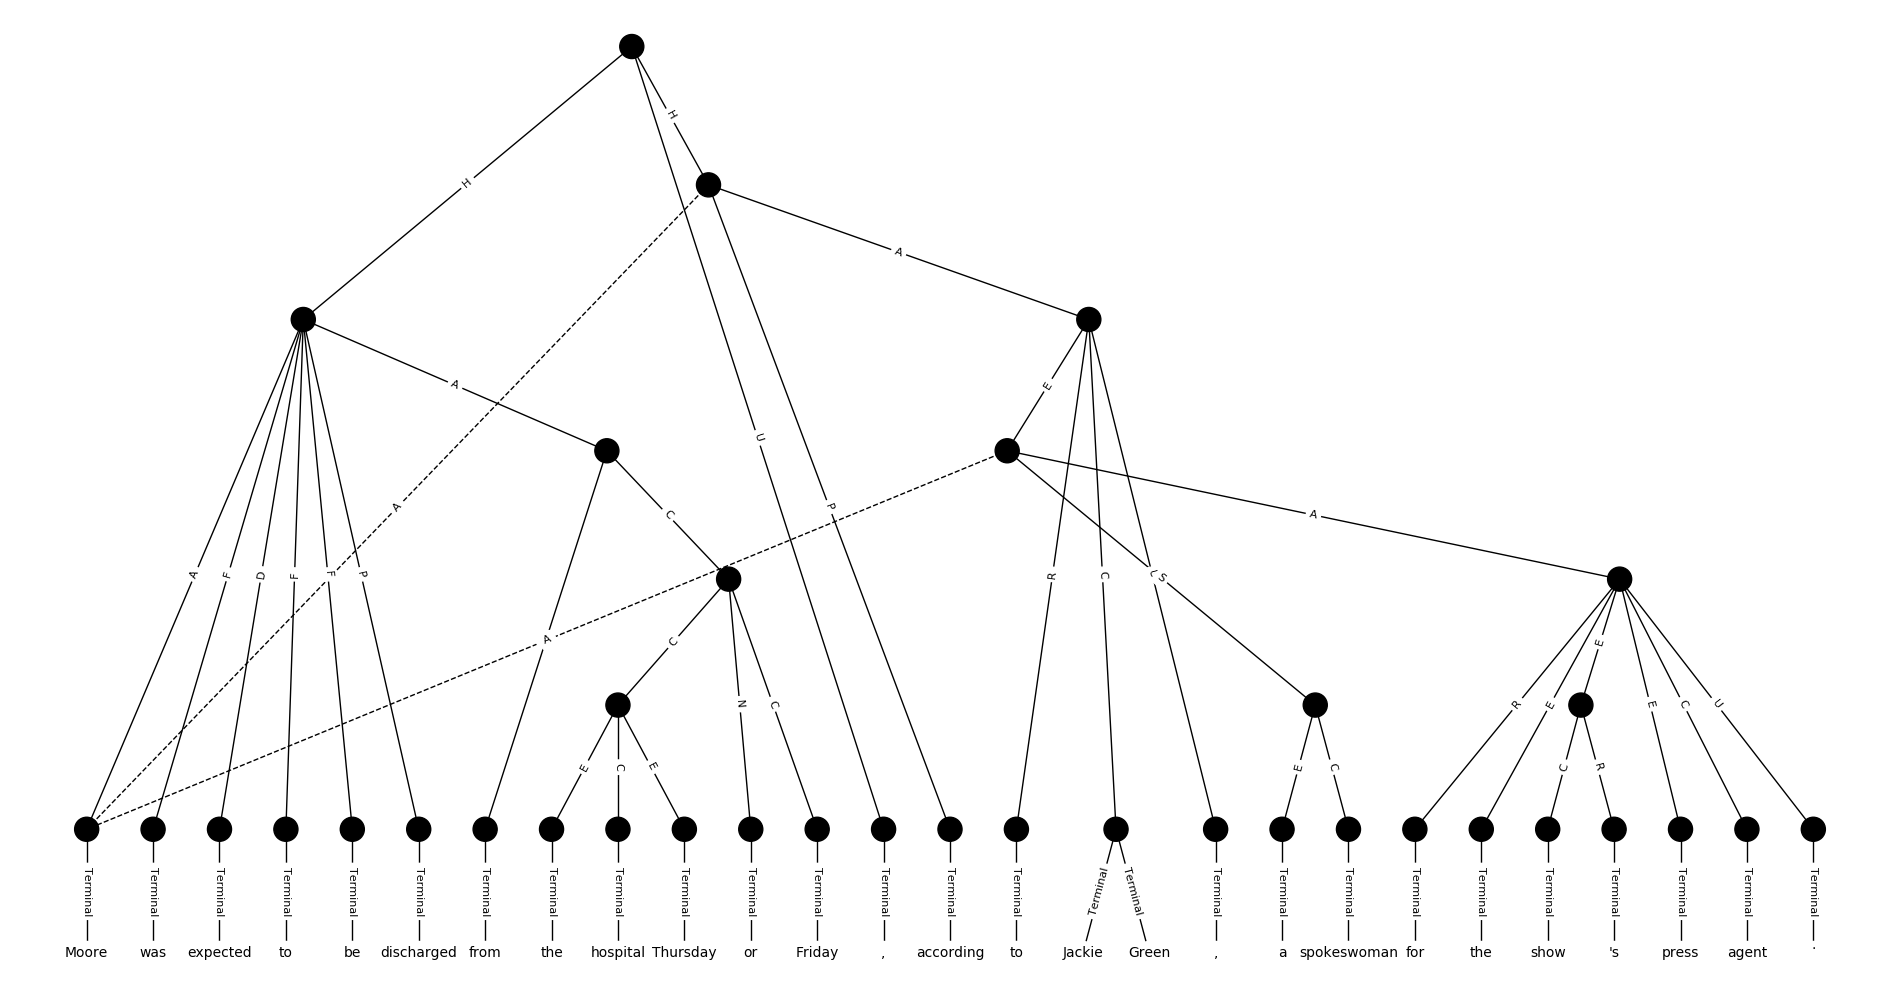 H
H
A
A
E
A
C
A
U
P
A
F
D
F
F
P
R
C
S
A
C
N
C
E
R
E
E
C
U
E
C
E
E
C
C
R
Terminal Terminal Terminal Terminal Terminal Terminal Terminal Terminal Terminal Terminal Terminal Terminal Terminal Terminal Terminal Terminal Terminal Terminal Terminal Terminal Terminal Terminal Terminal Terminal Terminal Terminal Terminal
Moore was expected to be discharged from the hospital Thursday or Friday , according to Jackie Green , a spokeswoman for the show 's press agent .